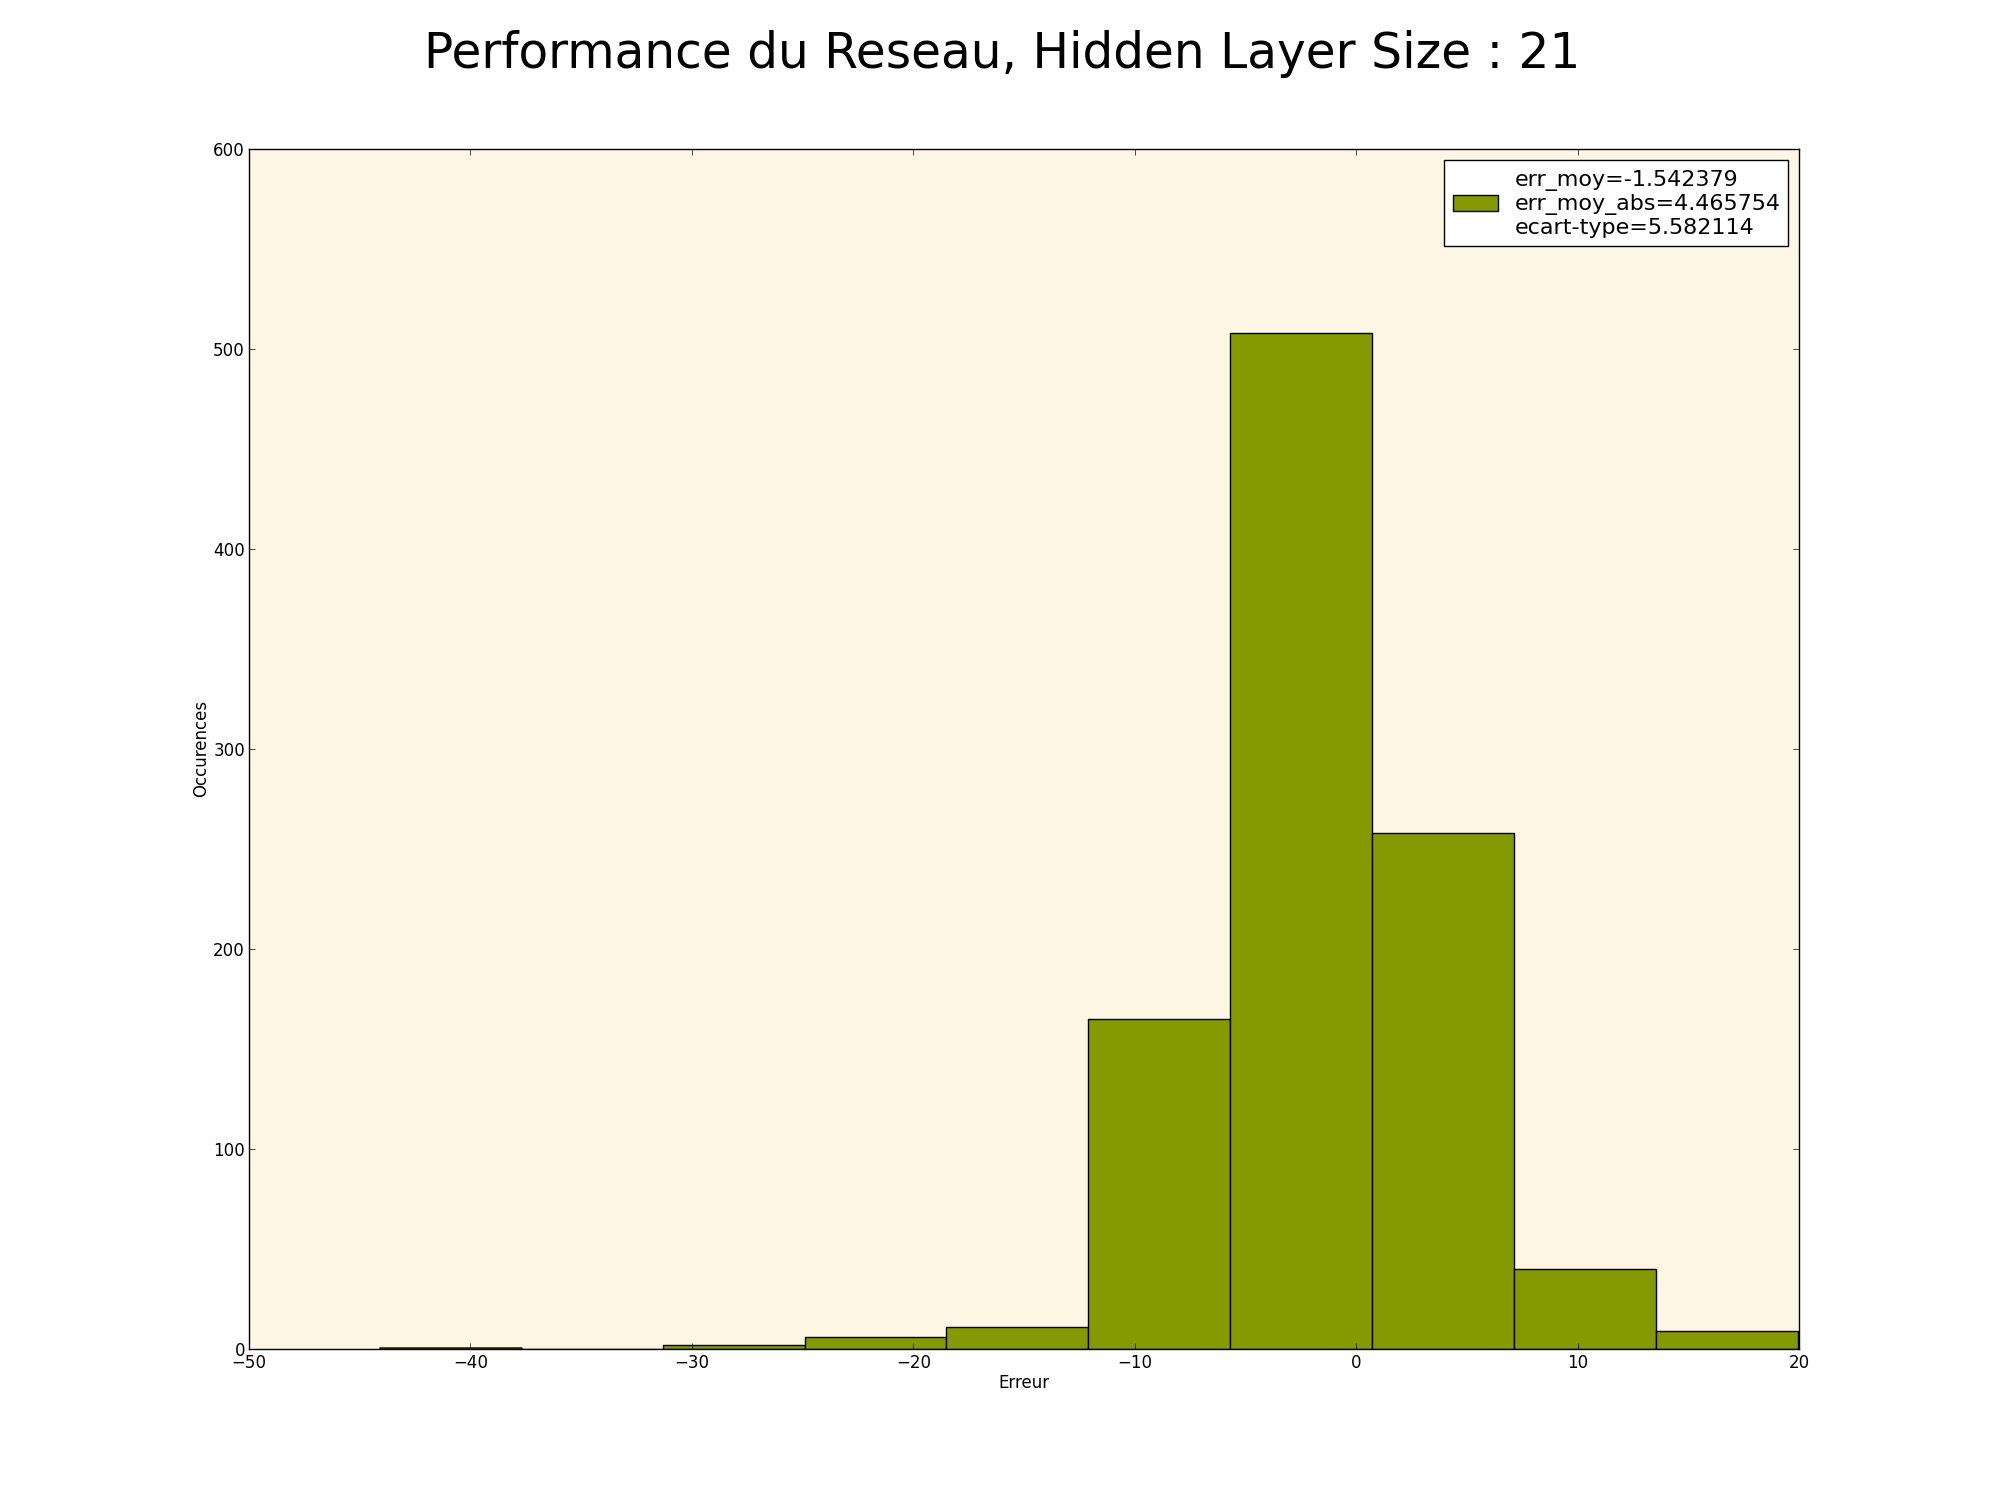 Performance du Reseau, Hidden Layer Size : 21
err_moy=-1.542379
err_moy_abs=4.465754
ecart-type=5.582114
600
500
400
300
200
100
0
Occurences
−50 −40 −30 −20 −10 0 10 20
Erreur